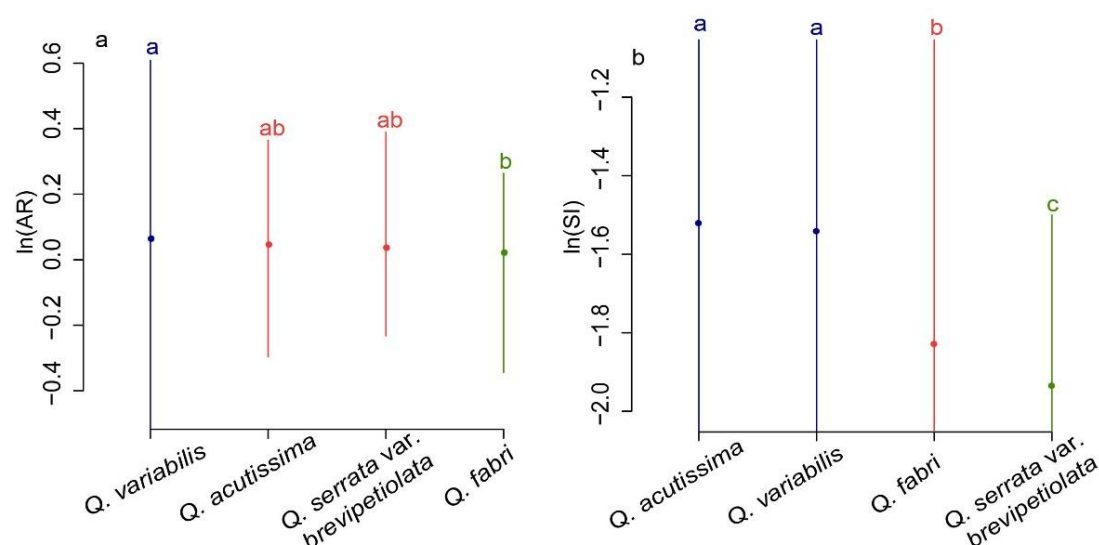 a
a
ab
ab
b
ln(AR)
0.6
0.4
0.2
0.0
−0.2
−0.4
Q. variabilis
Q. acutissima
Q. serrata var.
brevipetiolata
Q. fabri
b
a
a
b
c
ln(SI)
−1.2
−1.4
−1.6
−1.8
−2.0
Q. acutissima
Q. variabilis
Q. fabri
Q. serrata var.
brevipetiolata